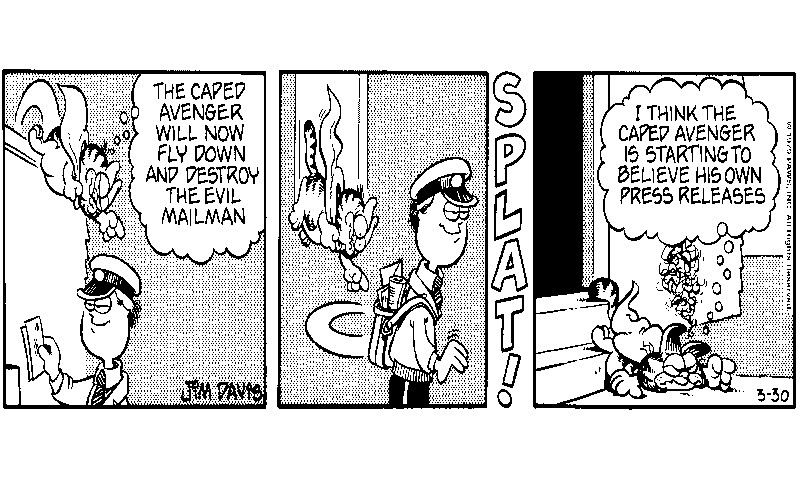 THE CAPED
AVENGER
WILL NOW
FLY DOWN
AND DESTROY
THE EVIL
MAILMAN
JIM DAVIS
SPLAT!
I THINK THE
CAPED AVENGER
IS STARTING TO
BELIEVE HIS OWN
PRESS RELEASES
3-30